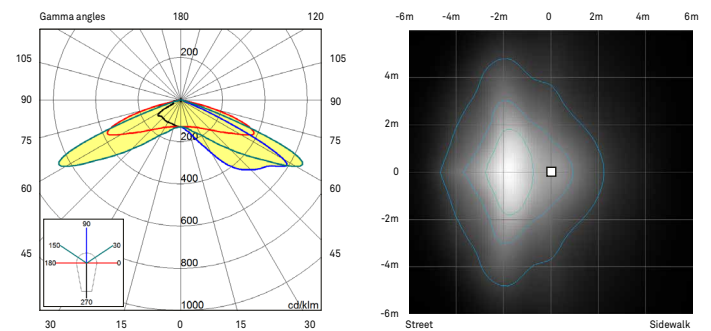 Gamma angles 180 120
105 105
90 90
75 75
60 60
45 45
30 15 0 15 30
200
200
400
600
800
1000 cd/klm
90
150 30
180 0
270
-6m -4m -2m 0 2m 4m 6m
4m
2m
0
-2m
-4m
-6m
Street Sidewalk